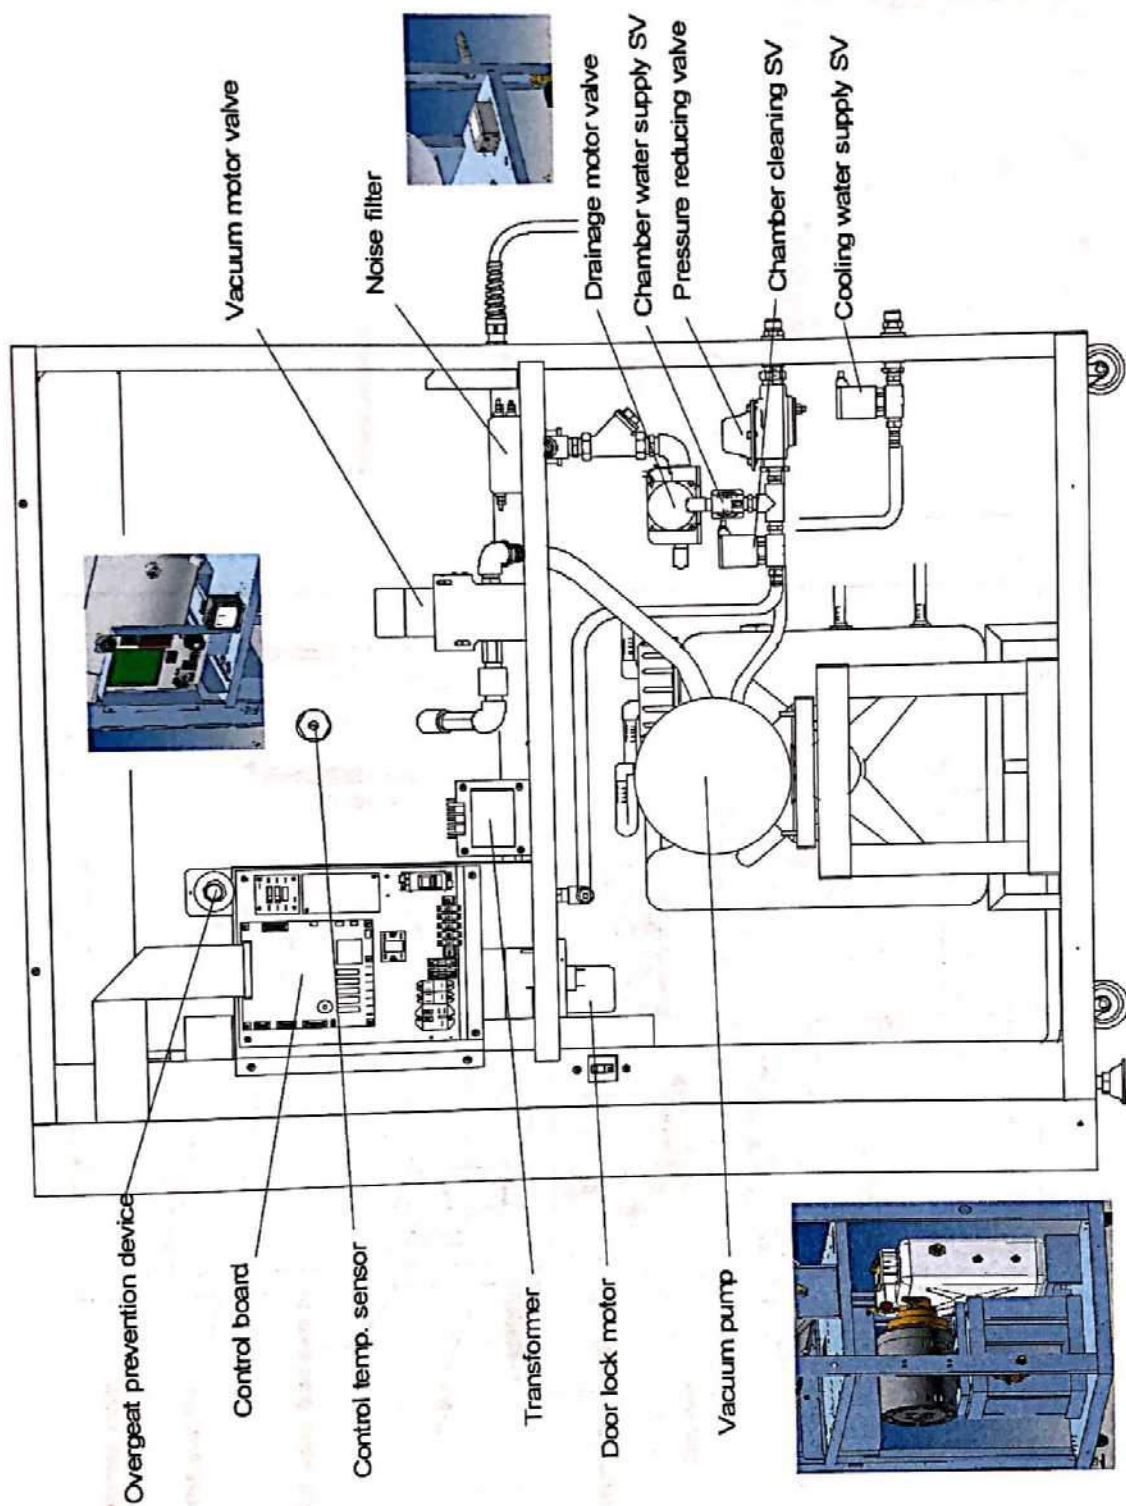 Overgeat prevention device
Control board
Control temp. sensor
Transformer
Door lock motor
Vacuum pump
Vacuum motor valve
Noise filter
Drainage motor valve
Chamber water supply SV
Pressure reducing valve
Chamber cleaning SV
Cooling water supply SV